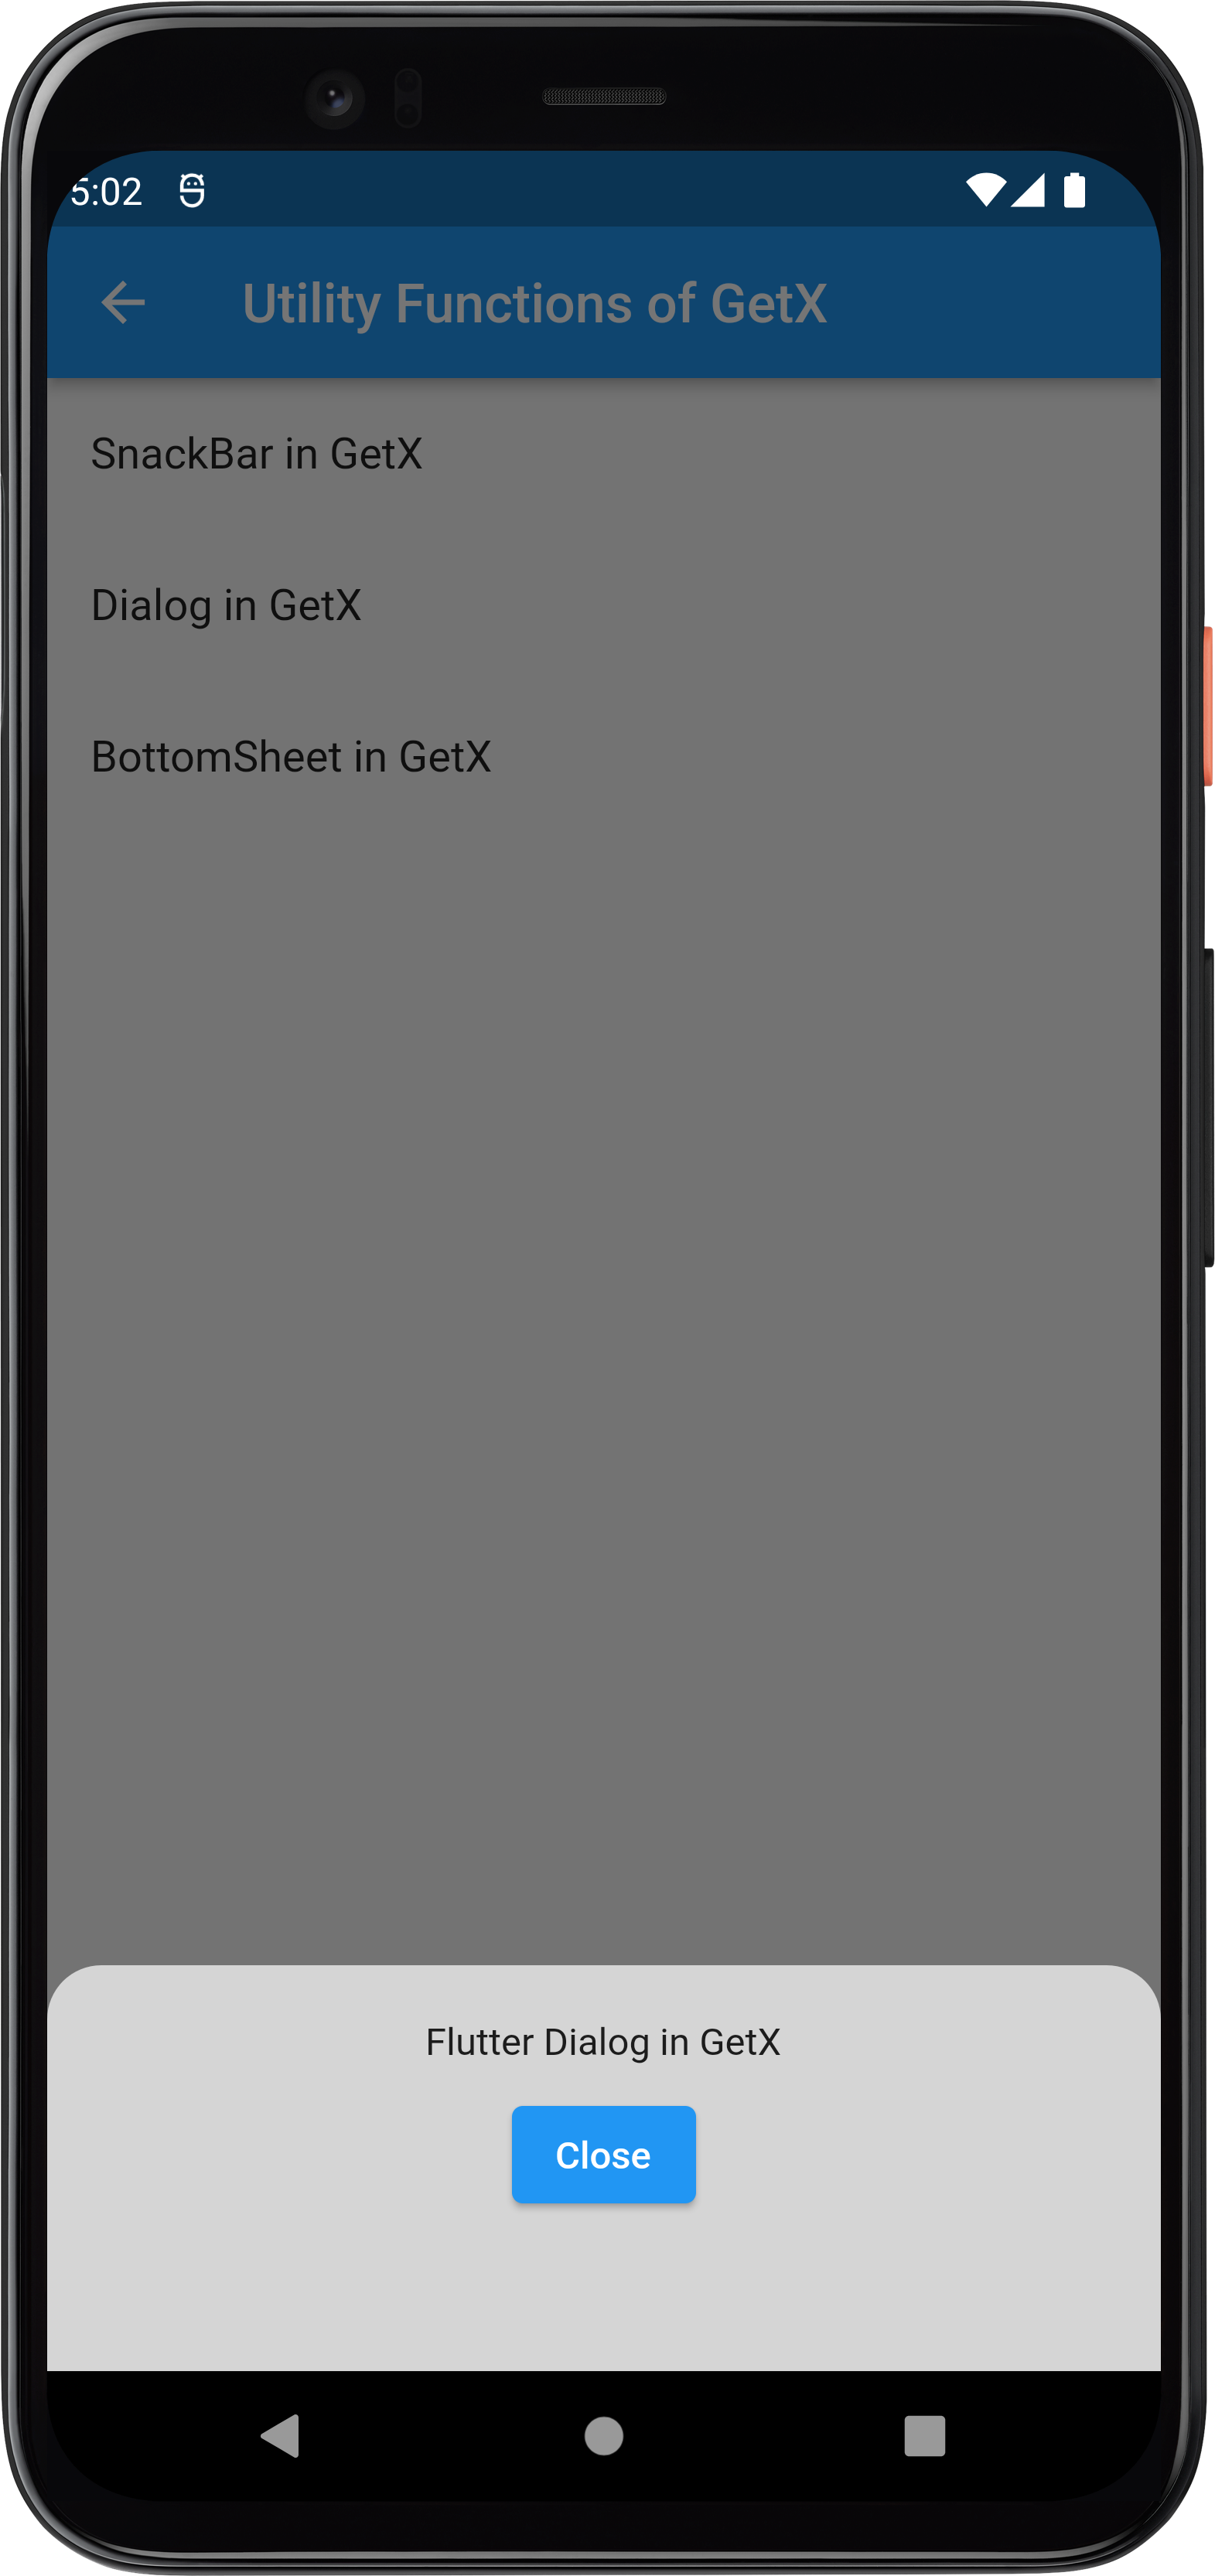 5:02
Utility Functions of GetX
SnackBar in GetX
Dialog in GetX
BottomSheet in GetX
Flutter Dialog in GetX
Close